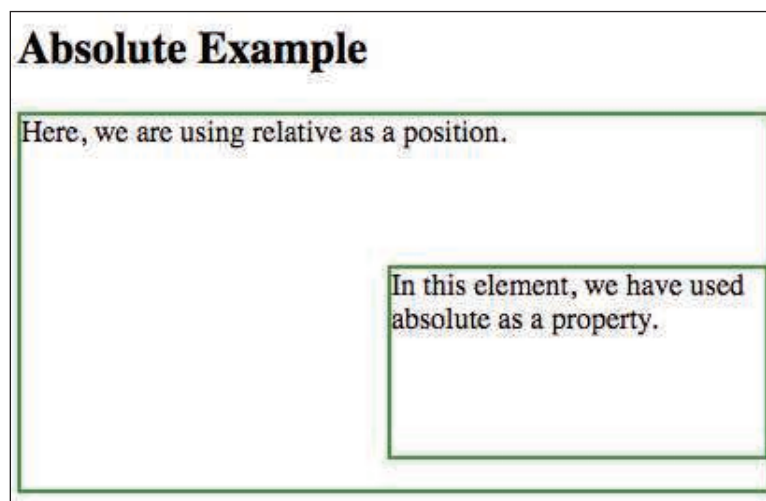 Absolute Example
Here, we are using relative as a position.
In this element, we have used
absolute as a property.